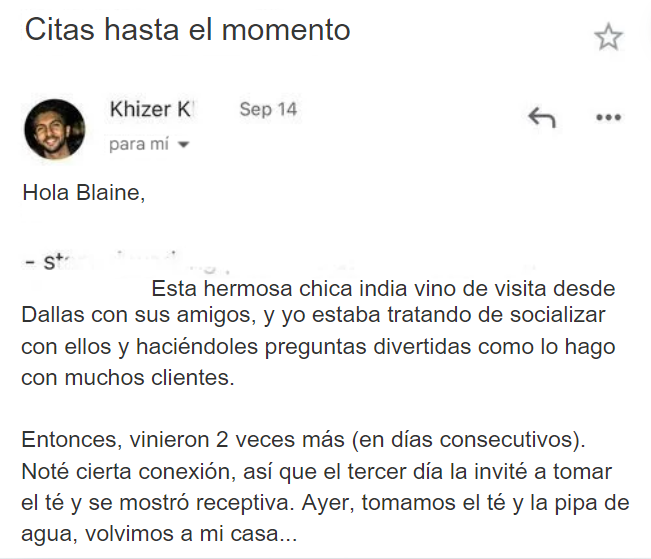 Citas hasta el momento
Khizer K Sep 14
para mí
Hola Blaine,
Esta hermosa chica india vino de visita desde
Dallas con sus amigos, y yo estaba tratando de socializar
con ellos y haciéndoles preguntas divertidas como lo hago
con muchos clientes.
Entonces, vinieron 2 veces más (en días consecutivos).
Noté cierta conexión, así que el tercer día la invité a tomar
el té y se mostró receptiva. Ayer, tomamos el té y la pipa de
agua, volvimos a mi casa...